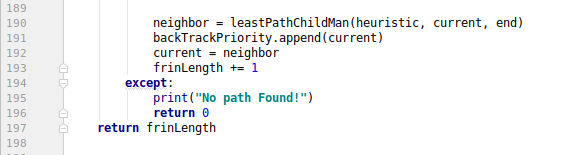 189
190 neighbor = leastPathChildMan(heuristic, current, end)
191 backTrackPriority.append(current)
192 current = neighbor
193 frinLength += 1
194 except:
195 print("No path Found!")
196 return 0
197 return frinLength
198